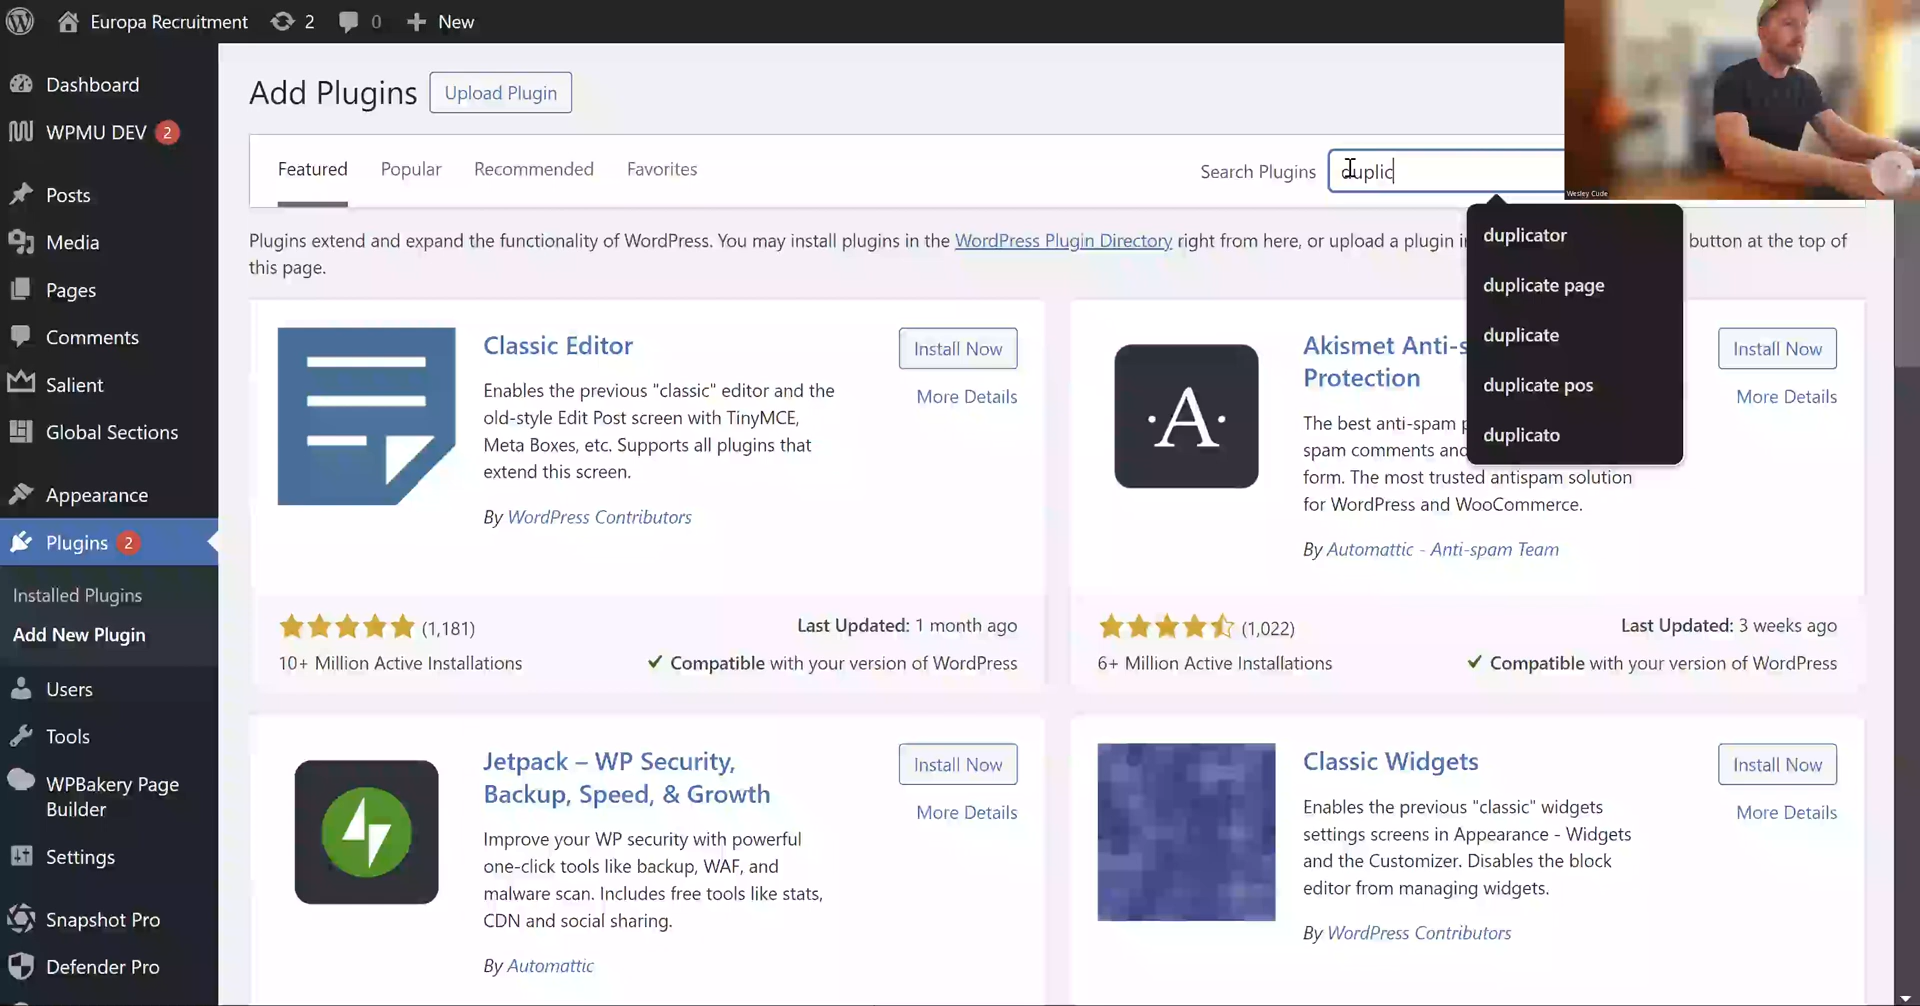 Europa Recruitment 2 0 New
Dashboard
WPMU DEV 2
Posts
Media
Pages
Comments
Salient
Global Sections
Appearance
Plugins 2
Installed Plugins
Add New Plugin
Users
Tools
WPBakery Page
Builder
Settings
Snapshot Pro
Defender Pro
Add Plugins Upload Plugin
Featured Popular Recommended Favorites
Search Plugins duplic
Wesley Cude
duplicator
duplicate page
duplicate
duplicate pos
duplicato
Plugins extend and expand the functionality of WordPress. You may install plugins in the WordPress Plugin Directory right from here, or upload a plugin i button at the top of
this page.
Classic Editor
Install Now
More Details
Enables the previous "classic" editor and the
old-style Edit Post screen with TinyMCE,
Meta Boxes, etc. Supports all plugins that
extend this screen.
By WordPress Contributors
(1,181)
Last Updated: 1 month ago
10+ Million Active Installations
Compatible with your version of WordPress
Akismet Anti-s
Protection
Install Now
More Details
·A·
The best anti-spam p
spam comments and
form. The most trusted antispam solution
for WordPress and WooCommerce.
By Automattic - Anti-spam Team
(1,022)
Last Updated: 3 weeks ago
6+ Million Active Installations
Compatible with your version of WordPress
Jetpack – WP Security,
Backup, Speed, & Growth
Install Now
More Details
Improve your WP security with powerful
one-click tools like backup, WAF, and
malware scan. Includes free tools like stats,
CDN and social sharing.
By Automattic
Classic Widgets
Install Now
More Details
Enables the previous "classic" widgets
settings screens in Appearance - Widgets
and the Customizer. Disables the block
editor from managing widgets.
By WordPress Contributors